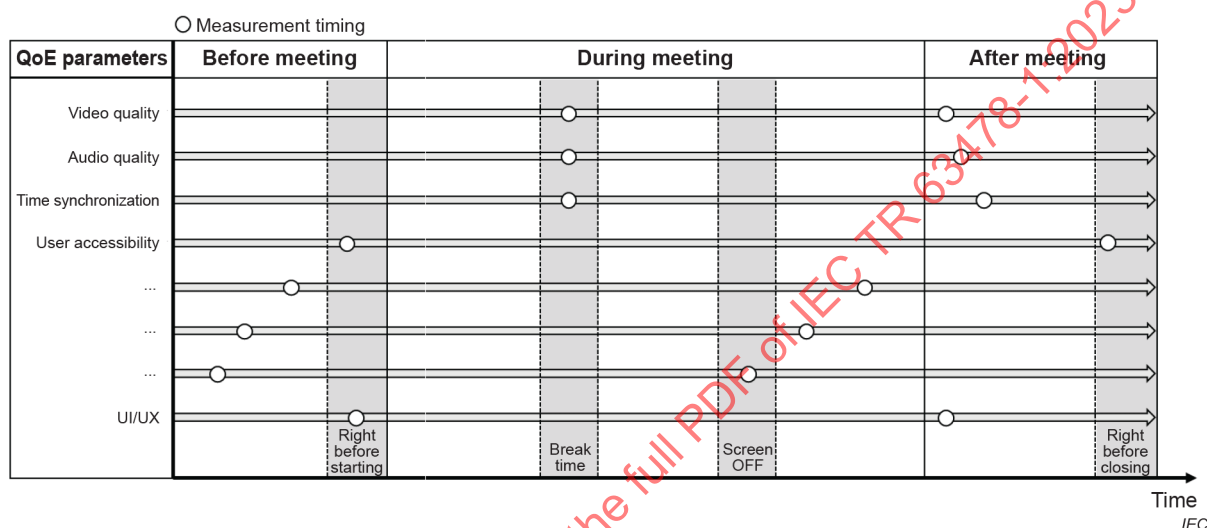 Measurement timing
QoE parameters Before meeting During meeting After meeting
Video quality
Audio quality
Time synchronization
User accessibility
...
...
...
UI/UX
Right
before
starting
Break
time
Screen
OFF
Right
before
closing
Time
IEC
the full PDF of IEC TR 63478-1:2023